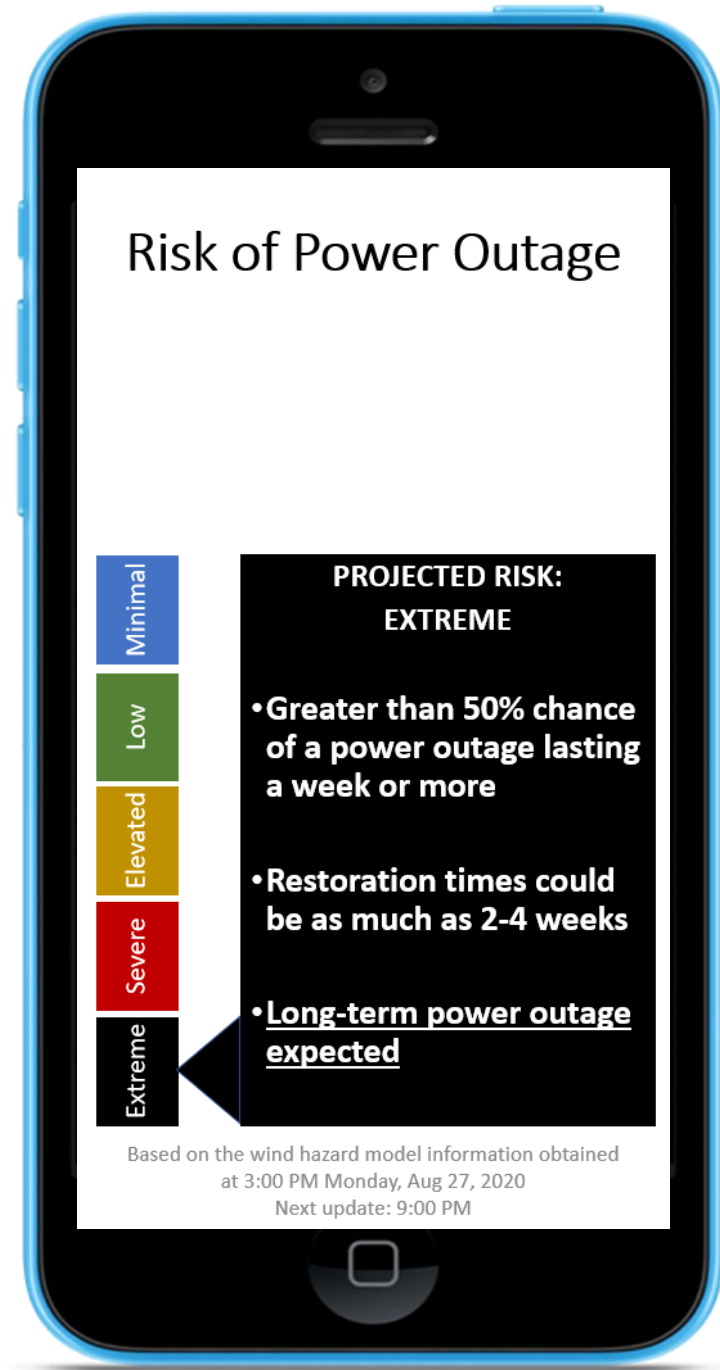 Risk of Power Outage
Minimal
Low
Elevated
Severe
Extreme
PROJECTED RISK:
EXTREME
•Greater than 50% chance
of a power outage lasting
a week or more
•Restoration times could
be as much as 2-4 weeks
•Long-term power outage
expected
Based on the wind hazard model information obtained
at 3:00 PM Monday, Aug 27, 2020
Next update: 9:00 PM